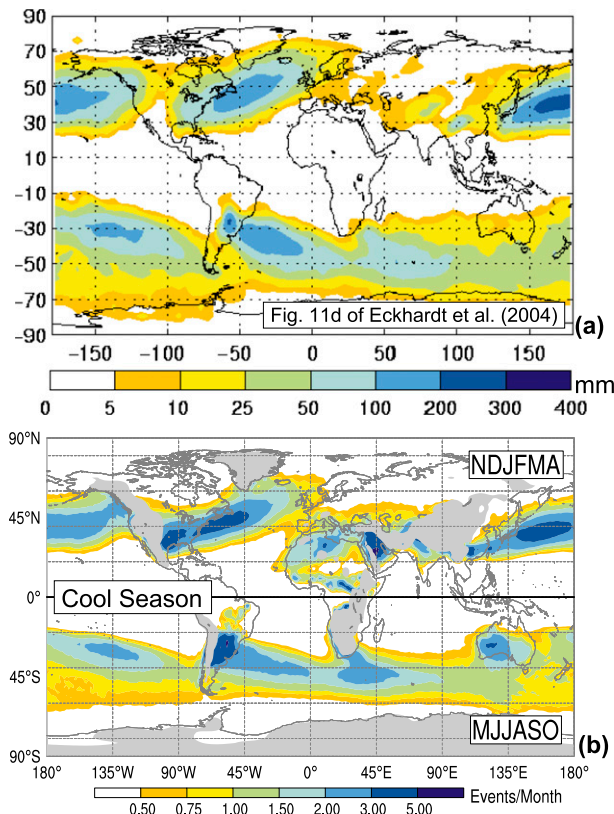 90
70
50
30
10
-10
-30
-50
-70
-90
Fig. 11d of Eckhardt et al. (2004)
(a)
-150 -100 -50 0 50 100 150
mm
0 5 10 25 50 100 200 300 400
90°N
NDJFMA
45°N
Cool Season
0°
45°S
MJJASO
90°S
(b)
180° 135°W 90°W 45°W 0° 45°E 90°E 135°E 180°
Events/Month
0.50 0.75 1.00 1.50 2.00 3.00 5.00